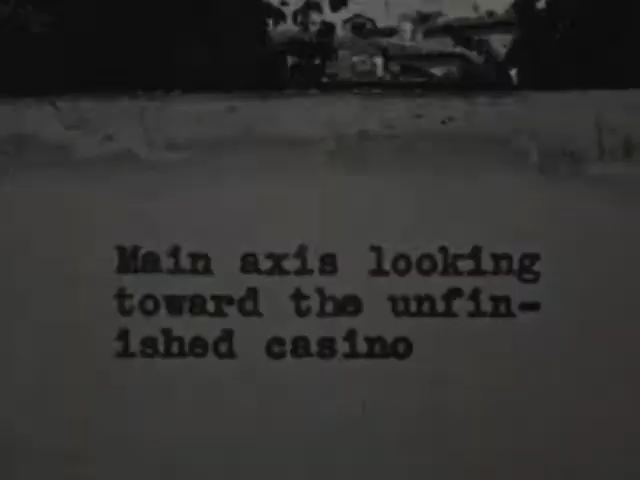 Main axis looking
toward the unfin-
ished casino